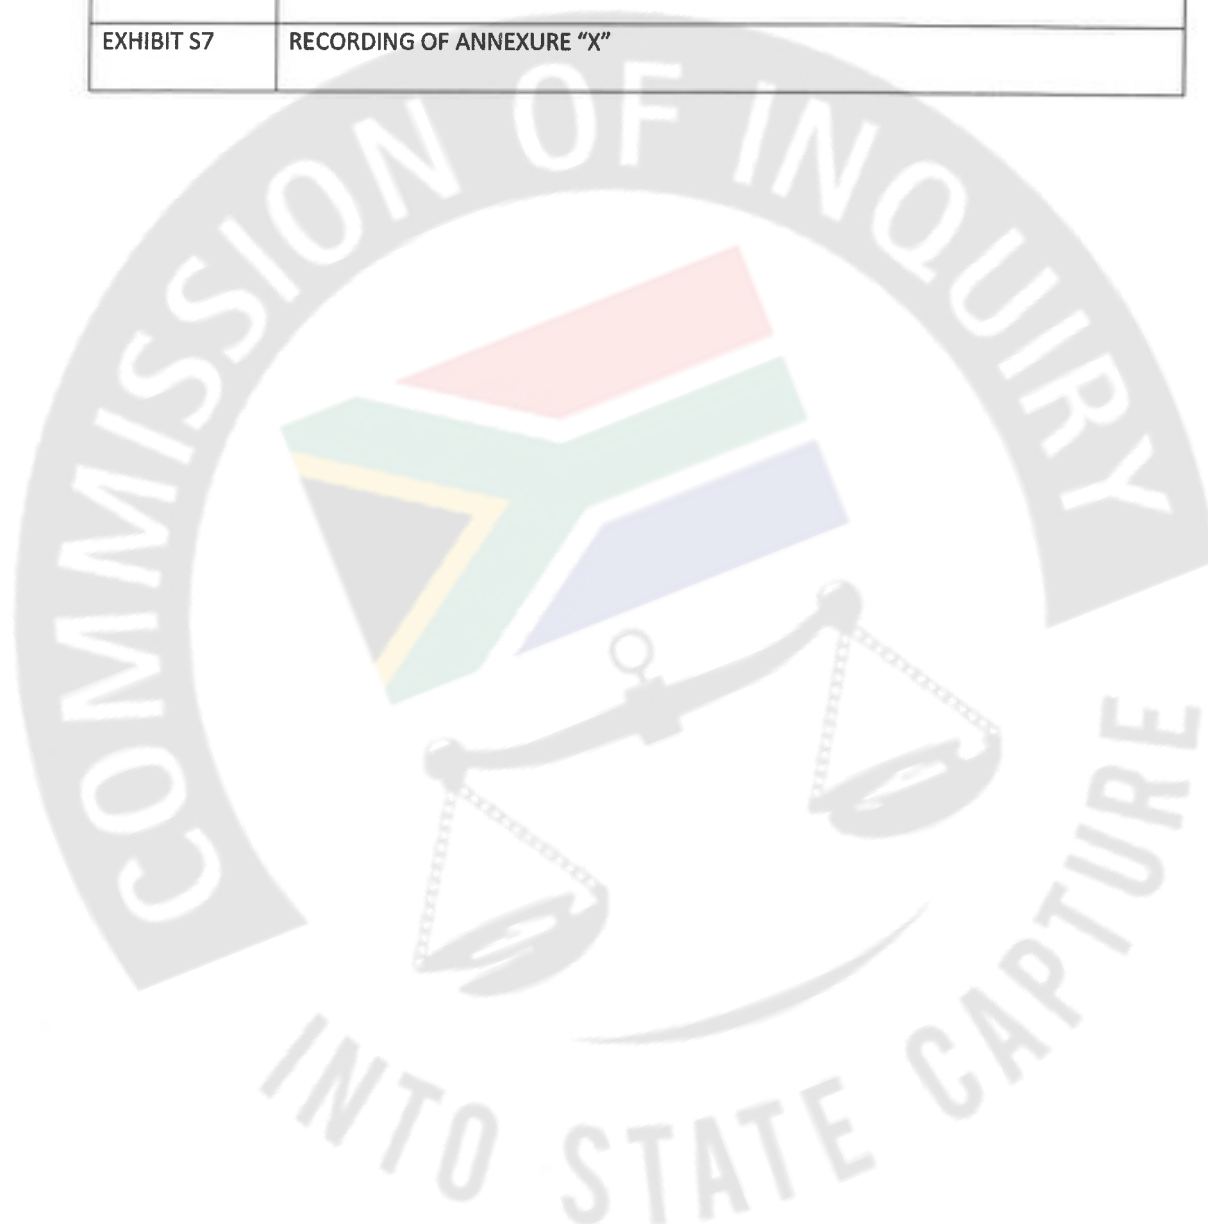 EXHIBIT S7 RECORDING OF ANNEXURE “X”
COMMISSION OF INQUIRY
INTO STATE CAPTURE